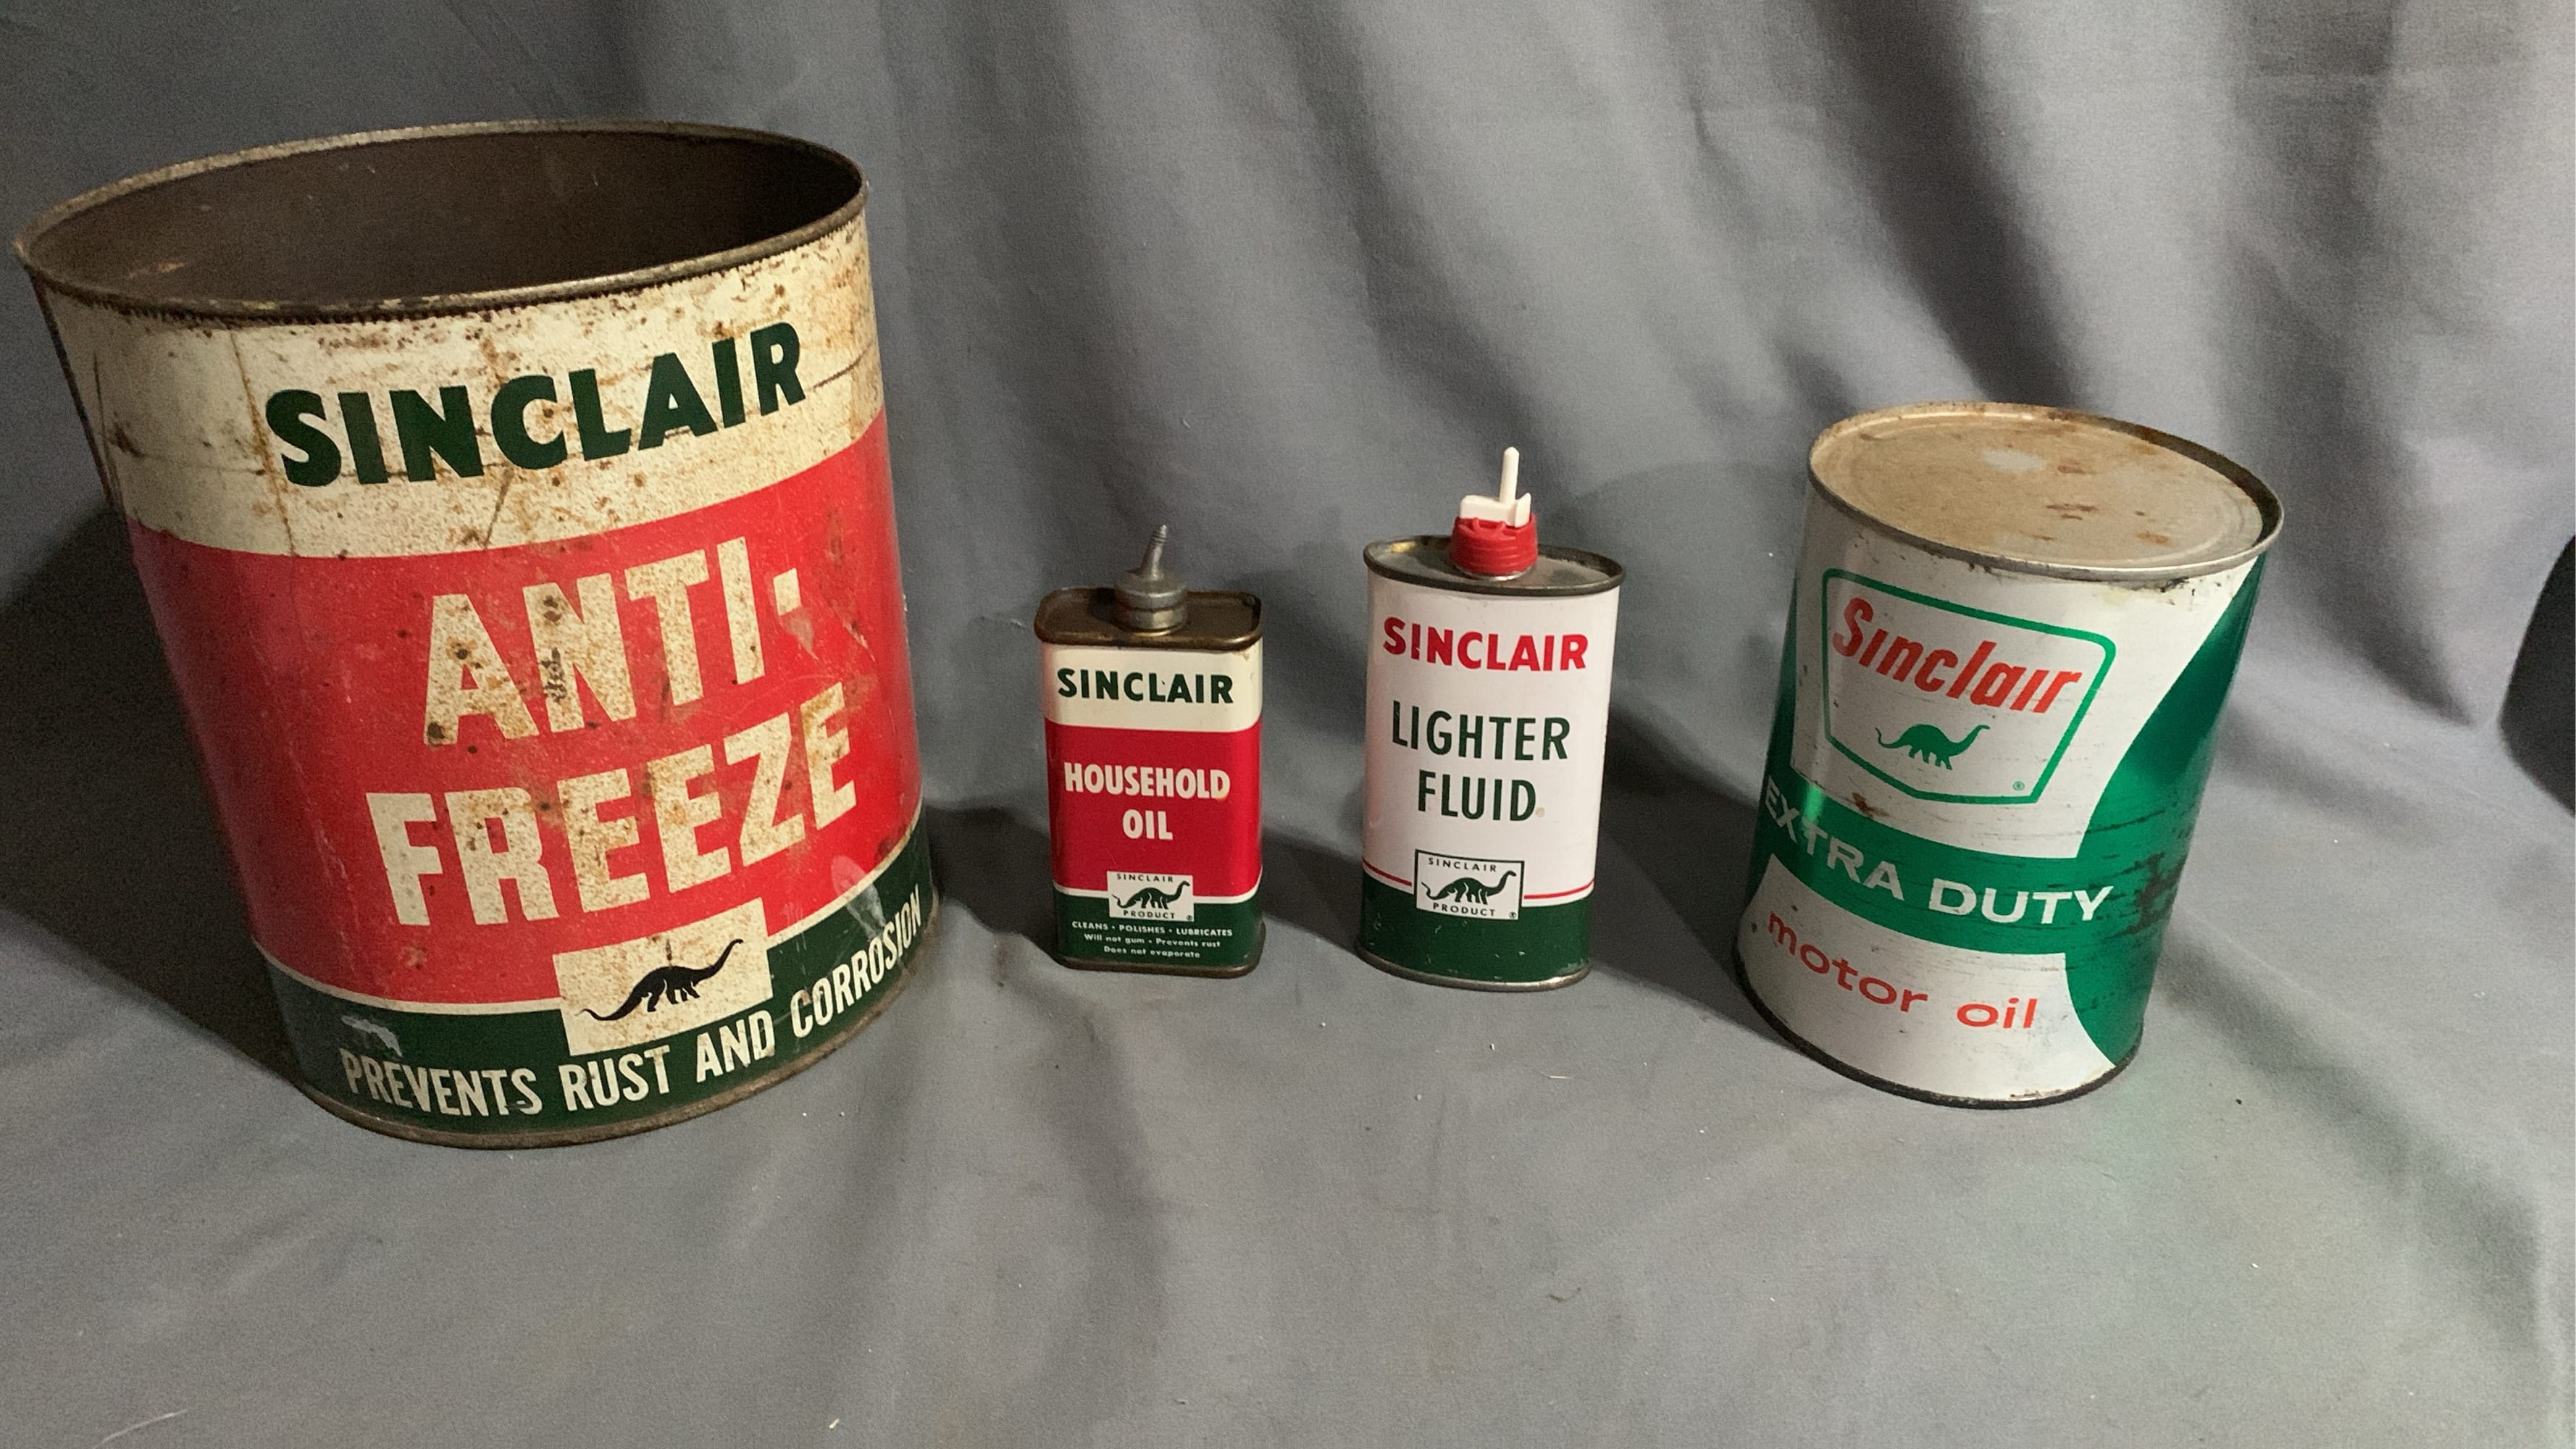 SINCLAIR
ANTI-
FREEZE
PREVENTS RUST AND CORROSION
SINCLAIR
HOUSEHOLD
OIL
SINCLAIR
PRODUCT ®
CLEANS • POLISHES • LUBRICATES
Will not gum • Prevents rust
Does not evaporate
SINCLAIR
LIGHTER
FLUID
SINCLAIR
PRODUCT ®
Sinclair
®
EXTRA DUTY
motor oil